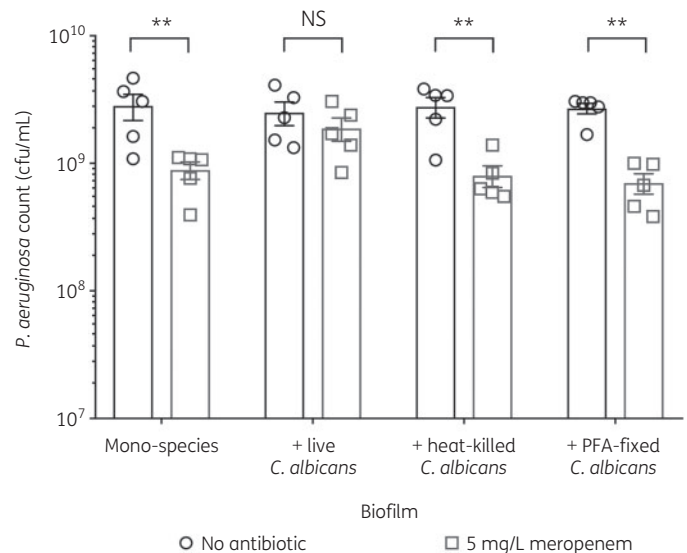 ** NS ** **
10¹⁰
10⁹
10⁸
10⁷
P. aeruginosa count (cfu/mL)
Mono-species + live + heat-killed + PFA-fixed
C. albicans C. albicans C. albicans
Biofilm
No antibiotic 5 mg/L meropenem